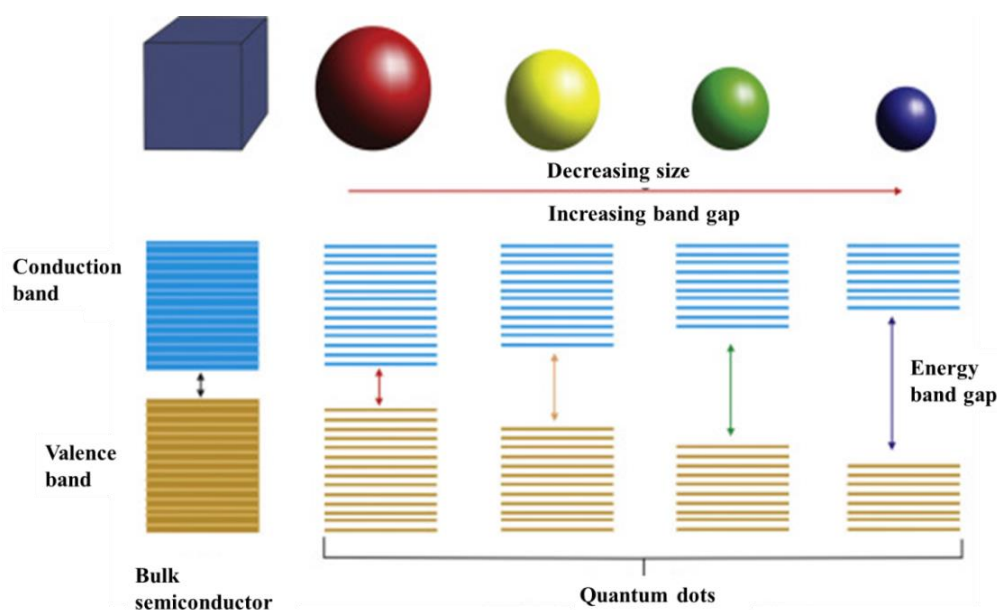 Decreasing size
Increasing band gap
Conduction
band
Energy
band gap
Valence
band
Bulk
semiconductor
Quantum dots